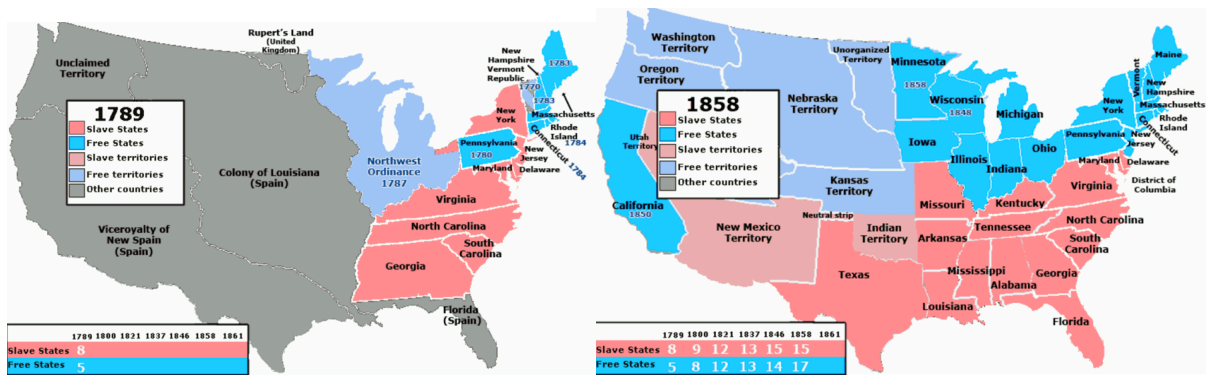 Rupert's Land
(United
Kingdom)
Unclaimed
Territory
New
Hampshire
Vermont
Republic
1783
1770
1783
1789
Slave States
Free States
Slave territories
Free territories
Other countries
New
York
Massachusetts
Rhode
Island
1784
Connecticut 1784
Pennsylvania
1780
New
Jersey
Maryland
Delaware
Northwest
Ordinance
1787
Colony of Louisiana
(Spain)
Virginia
Viceroyalty of
New Spain
(Spain)
North Carolina
South
Carolina
Georgia
Florida
(Spain)
1789 1800 1821 1837 1846 1858 1861
Slave States 8
Free States 5
Washington
Territory
Oregon
Territory
Unorganized
Territory
Minnesota
1858
Maine
Vermont
New
Hampshire
1858
Slave States
Free States
Slave territories
Free territories
Other countries
Nebraska
Territory
Wisconsin
1848
Michigan
New
York
Massachusetts
Rhode
Island
Connecticut
Utah
Territory
Iowa
Pennsylvania
New
Jersey
Ohio
Illinois
Indiana
Maryland
Delaware
District of
Columbia
California
1850
Kansas
Territory
Missouri
Kentucky
Virginia
Neutral strip
New Mexico
Territory
Indian
Territory
Tennessee
North Carolina
Arkansas
South
Carolina
Texas
Mississippi
Georgia
Alabama
Louisiana
Florida
1789 1800 1821 1837 1846 1858 1861
Slave States 8 9 12 13 15 15
Free States 5 8 12 13 14 17